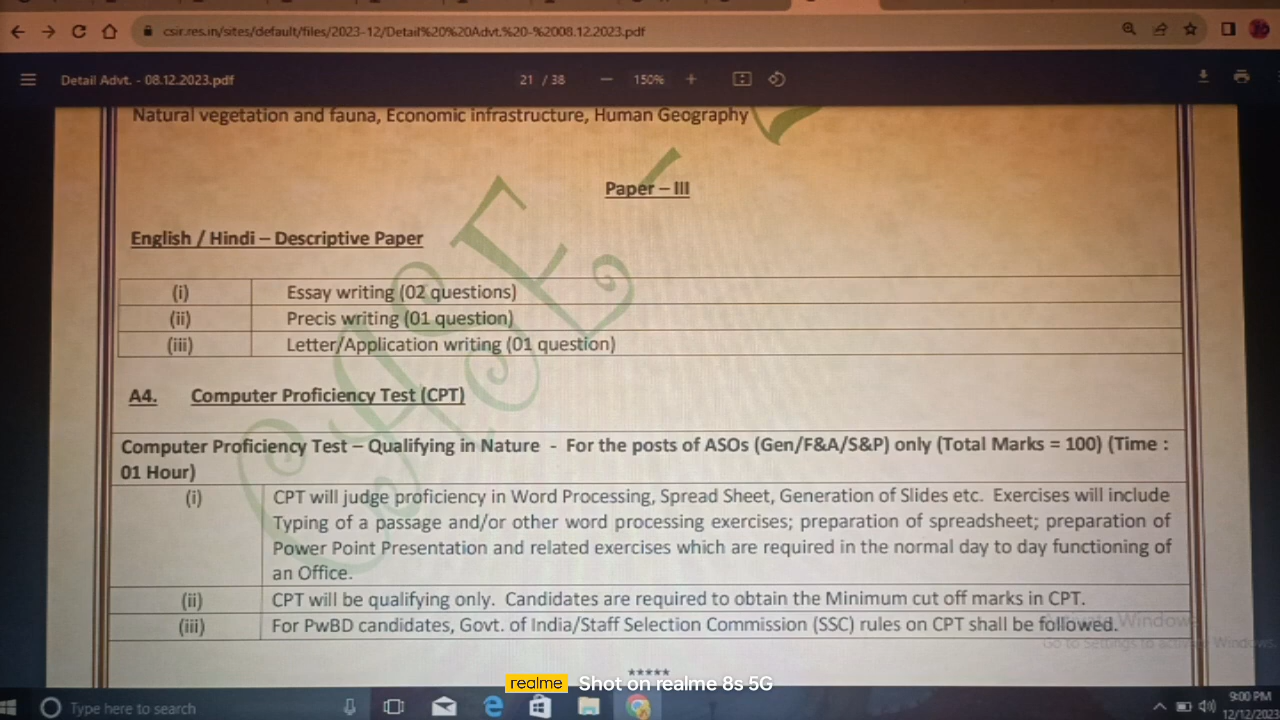 csir.res.in/sites/default/files/2023-12/Detail%20%20Advt.%20-%2008.12.2023.pdf
Detail Advt. - 08.12.2023.pdf 21 / 38 — 150% +
Natural vegetation and fauna, Economic infrastructure, Human Geography
Paper – III
English / Hindi – Descriptive Paper
(i) Essay writing (02 questions)
(ii) Precis writing (01 question)
(iii) Letter/Application writing (01 question)
A4. Computer Proficiency Test (CPT)
Computer Proficiency Test – Qualifying in Nature - For the posts of ASOs (Gen/F&A/S&P) only (Total Marks = 100) (Time :
01 Hour)
(i) CPT will judge proficiency in Word Processing, Spread Sheet, Generation of Slides etc. Exercises will include
Typing of a passage and/or other word processing exercises; preparation of spreadsheet; preparation of
Power Point Presentation and related exercises which are required in the normal day to day functioning of
an Office.
(ii) CPT will be qualifying only. Candidates are required to obtain the Minimum cut off marks in CPT.
(iii) For PwBD candidates, Govt. of India/Staff Selection Commission (SSC) rules on CPT shall be followed.
Windows
Go to Settings to activate Windows.
*****
realme Shot on realme 8s 5G
Type here to search
9:00 PM
12/12/2023
CASE -